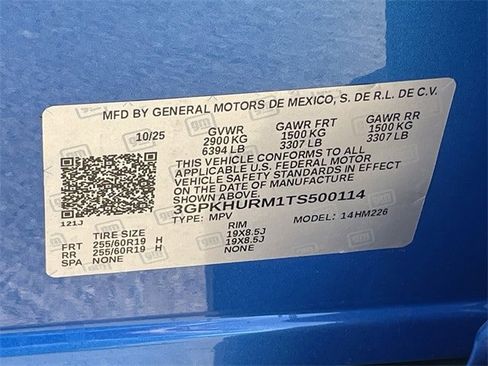 MFD BY GENERAL MOTORS DE MEXICO, S. DE R.L. DE C.V.
10/25 GVWR GAWR FRT GAWR RR
2900 KG 1500 KG 1500 KG
6394 LB 3307 LB 3307 LB
THIS VEHICLE CONFORMS TO ALL
APPLICABLE U.S. FEDERAL MOTOR
VEHICLE SAFETY STANDARDS IN EFFECT
ON THE DATE OF MANUFACTURE
SHOWN ABOVE.
3GPKHURM1TS500114
121J TYPE: MPV MODEL: 14HM226
TIRE SIZE RIM
FRT 255/60R19 H 19X8.5J
RR 255/60R19 H 19X8.5J
SPA NONE NONE